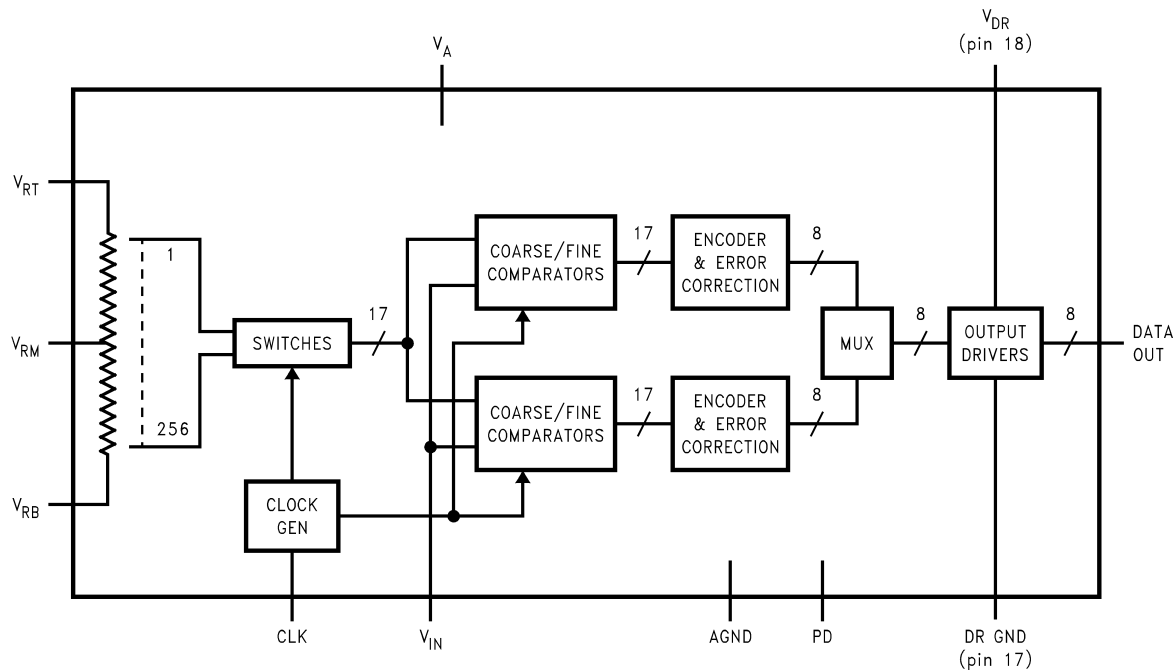 V_A
V_DR
(pin 18)
V_RT
1
17
8
COARSE/FINE
COMPARATORS
ENCODER
& ERROR
CORRECTION
V_RM
SWITCHES
17
MUX
8
OUTPUT
DRIVERS
8
DATA
OUT
256
COARSE/FINE
COMPARATORS
17
ENCODER
& ERROR
CORRECTION
8
V_RB
CLOCK
GEN
CLK
V_IN
AGND
PD
DR GND
(pin 17)